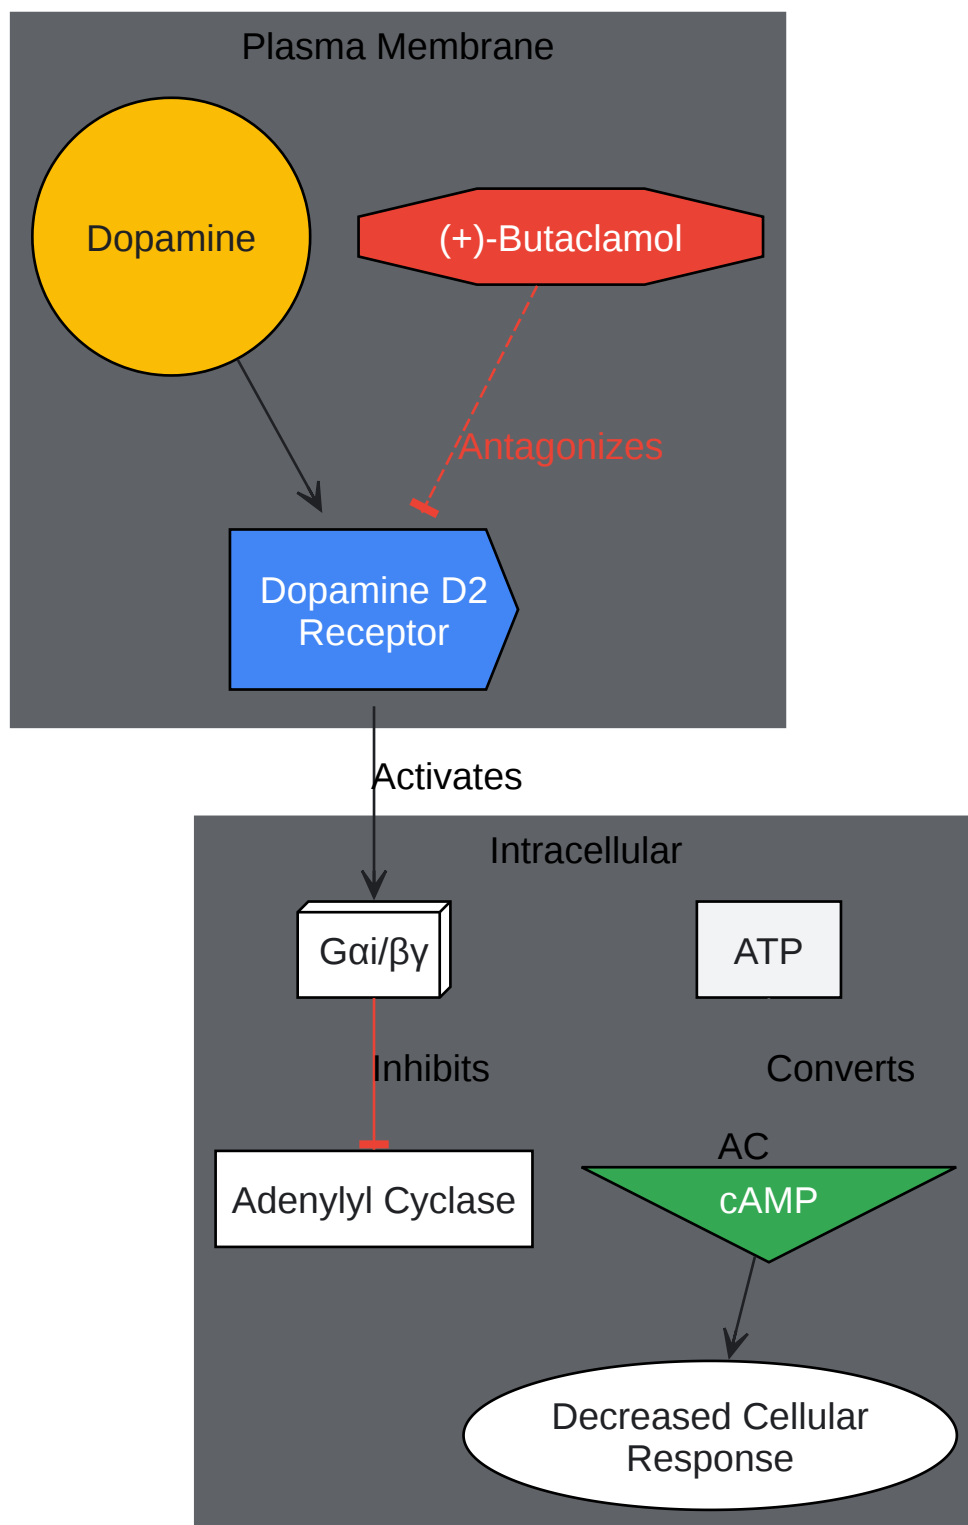 Plasma Membrane
Dopamine
(+)-Butaclamol
Antagonizes
Dopamine D2
Receptor
Activates
Intracellular
Gαi/βγ
ATP
Inhibits
Converts
AC
Adenylyl Cyclase
cAMP
Decreased Cellular
Response